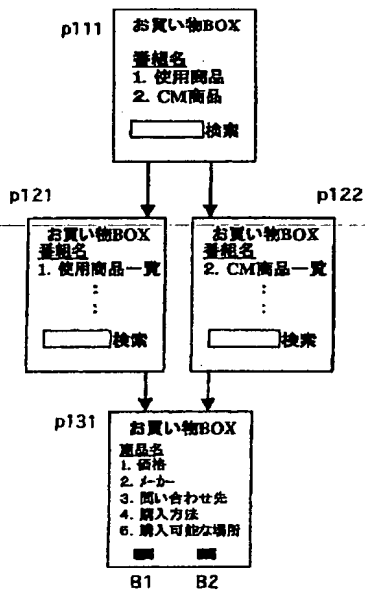 p111
お買い物BOX
番組名
1. 使用商品
2. CM商品
検索
p121
p122
お買い物BOX
番組名
1. 使用商品一覧
検索
お買い物BOX
番組名
2. CM商品一覧
検索
p131
お買い物BOX
商品名
1. 価格
2. メーカー
3. 問い合わせ先
4. 購入方法
6. 購入可能な場所
B1 B2